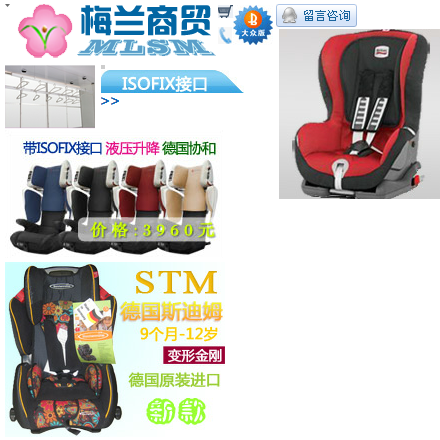 梅兰商贸
MLSM
B
大众版
留言咨询
ISOFIX接口
>>
带ISOFIX接口 液压升降 德国协和
价格:3960元
STM
德国斯迪姆
9个月-12岁
变形金刚
德国原装进口
新款